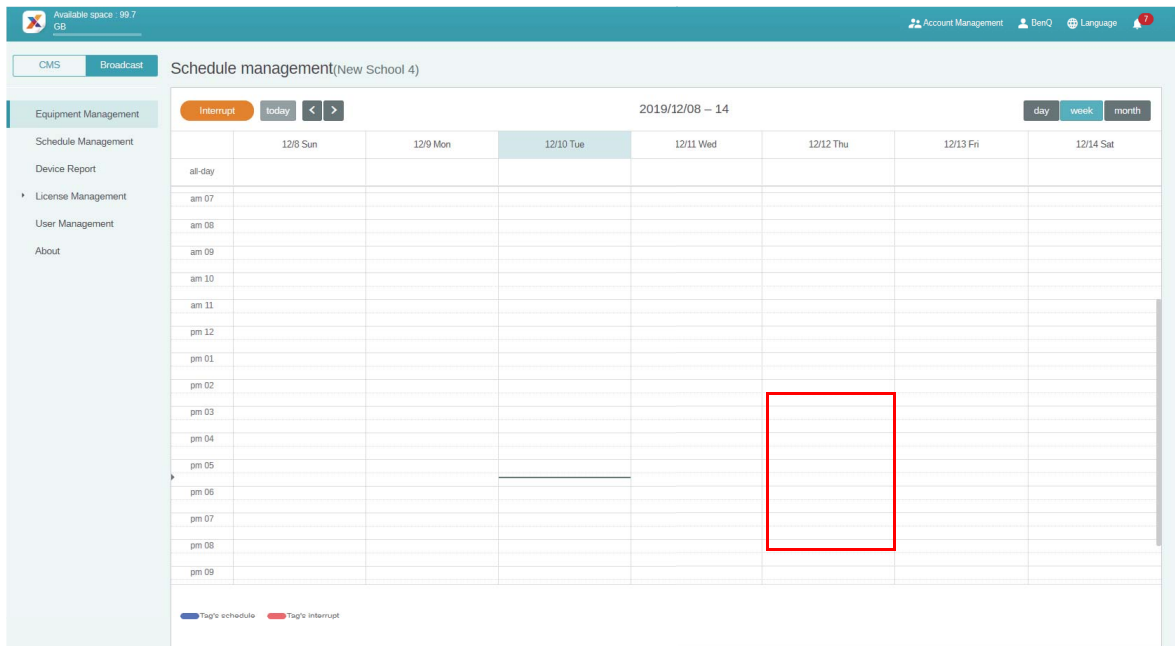 Available space : 99.7
GB
Account Management BenQ Language 7
CMS Broadcast
Schedule management(New School 4)
Interrupt today < > 2019/12/08 – 14 day week month
Equipment Management
Schedule Management
Device Report
License Management
User Management
About
12/8 Sun 12/9 Mon 12/10 Tue 12/11 Wed 12/12 Thu 12/13 Fri 12/14 Sat
all-day
am 07
am 08
am 09
am 10
am 11
pm 12
pm 01
pm 02
pm 03
pm 04
pm 05
pm 06
pm 07
pm 08
pm 09
Tag's schedule Tag's interrupt